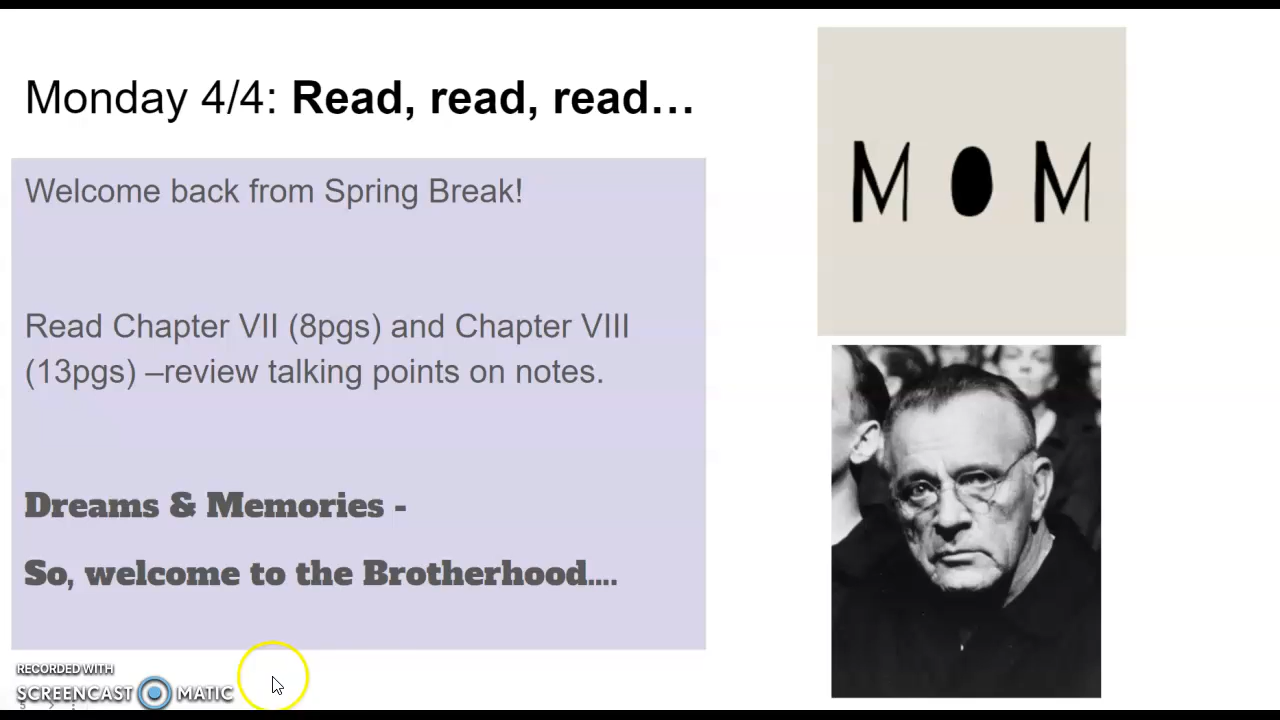 Monday 4/4: Read, read, read…
Welcome back from Spring Break!
Read Chapter VII (8pgs) and Chapter VIII
(13pgs) –review talking points on notes.
Dreams & Memories -
So, welcome to the Brotherhood....
MOM
RECORDED WITH
SCREENCAST MATIC